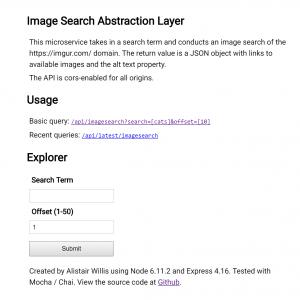 Image Search Abstraction Layer
This microservice takes in a search term and conducts an image search of the
https://imgur.com/ domain. The return value is a JSON object with links to
available images and the alt text property.
The API is cors-enabled for all origins.
Usage
Basic query: /api/imagesearch?search=[cats]&offset=[10]
Recent queries: /api/latest/imagesearch
Explorer
Search Term
Offset (1-50)
1
Submit
Created by Alistair Willis using Node 6.11.2 and Express 4.16. Tested with
Mocha / Chai. View the source code at Github.